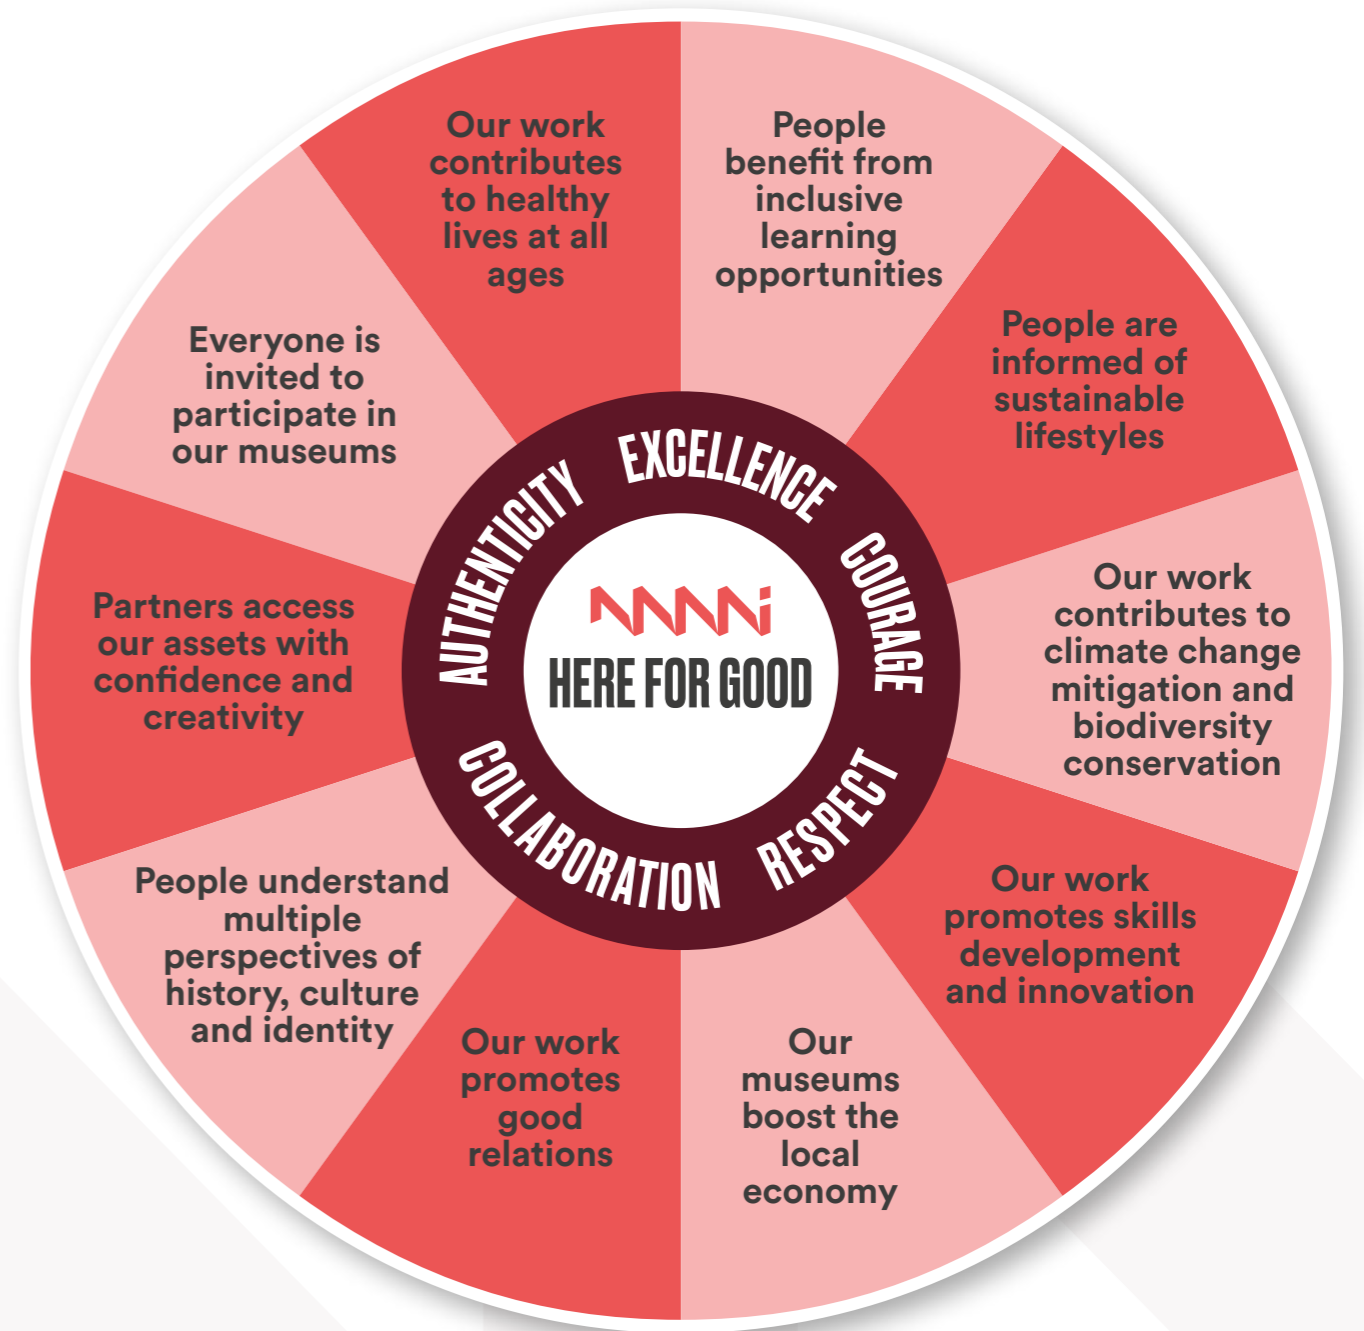 People
benefit from
inclusive
learning
opportunities
People are
informed of
sustainable
lifestyles
Our work
contributes to
climate change
mitigation and
biodiversity
conservation
Our work
promotes skills
development
and innovation
Our
museums
boost the
local
economy
Our work
promotes
good
relations
People understand
multiple
perspectives of
history, culture
and identity
Partners access
our assets with
confidence and
creativity
Everyone is
invited to
participate in
our museums
Our work
contributes
to healthy
lives at all
ages
AUTHENTICITY
EXCELLENCE
COURAGE
RESPECT
COLLABORATION
NMNi
HERE FOR GOOD